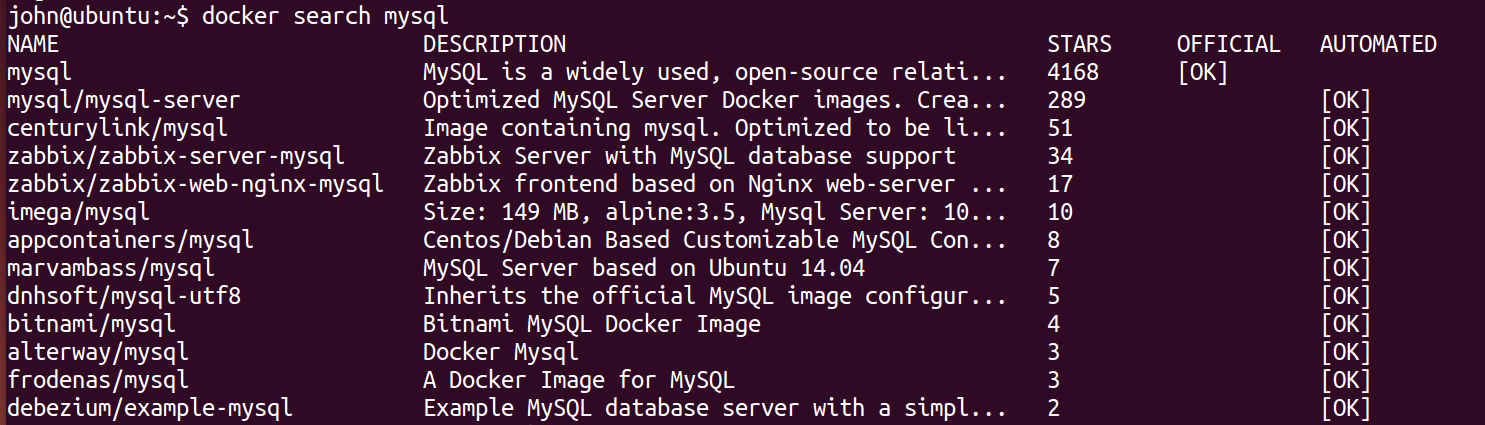 john@ubuntu:~$ docker search mysql
NAME DESCRIPTION STARS OFFICIAL AUTOMATED
mysql MySQL is a widely used, open-source relati... 4168 [OK]
mysql/mysql-server Optimized MySQL Server Docker images. Crea... 289 [OK]
centurylink/mysql Image containing mysql. Optimized to be li... 51 [OK]
zabbix/zabbix-server-mysql Zabbix Server with MySQL database support 34 [OK]
zabbix/zabbix-web-nginx-mysql Zabbix frontend based on Nginx web-server ... 17 [OK]
imega/mysql Size: 149 MB, alpine:3.5, Mysql Server: 10... 10 [OK]
appcontainers/mysql Centos/Debian Based Customizable MySQL Con... 8 [OK]
marvambass/mysql MySQL Server based on Ubuntu 14.04 7 [OK]
dnhsoft/mysql-utf8 Inherits the official MySQL image configur... 5 [OK]
bitnami/mysql Bitnami MySQL Docker Image 4 [OK]
alterway/mysql Docker Mysql 3 [OK]
frodenas/mysql A Docker Image for MySQL 3 [OK]
debezium/example-mysql Example MySQL database server with a simpl... 2 [OK]